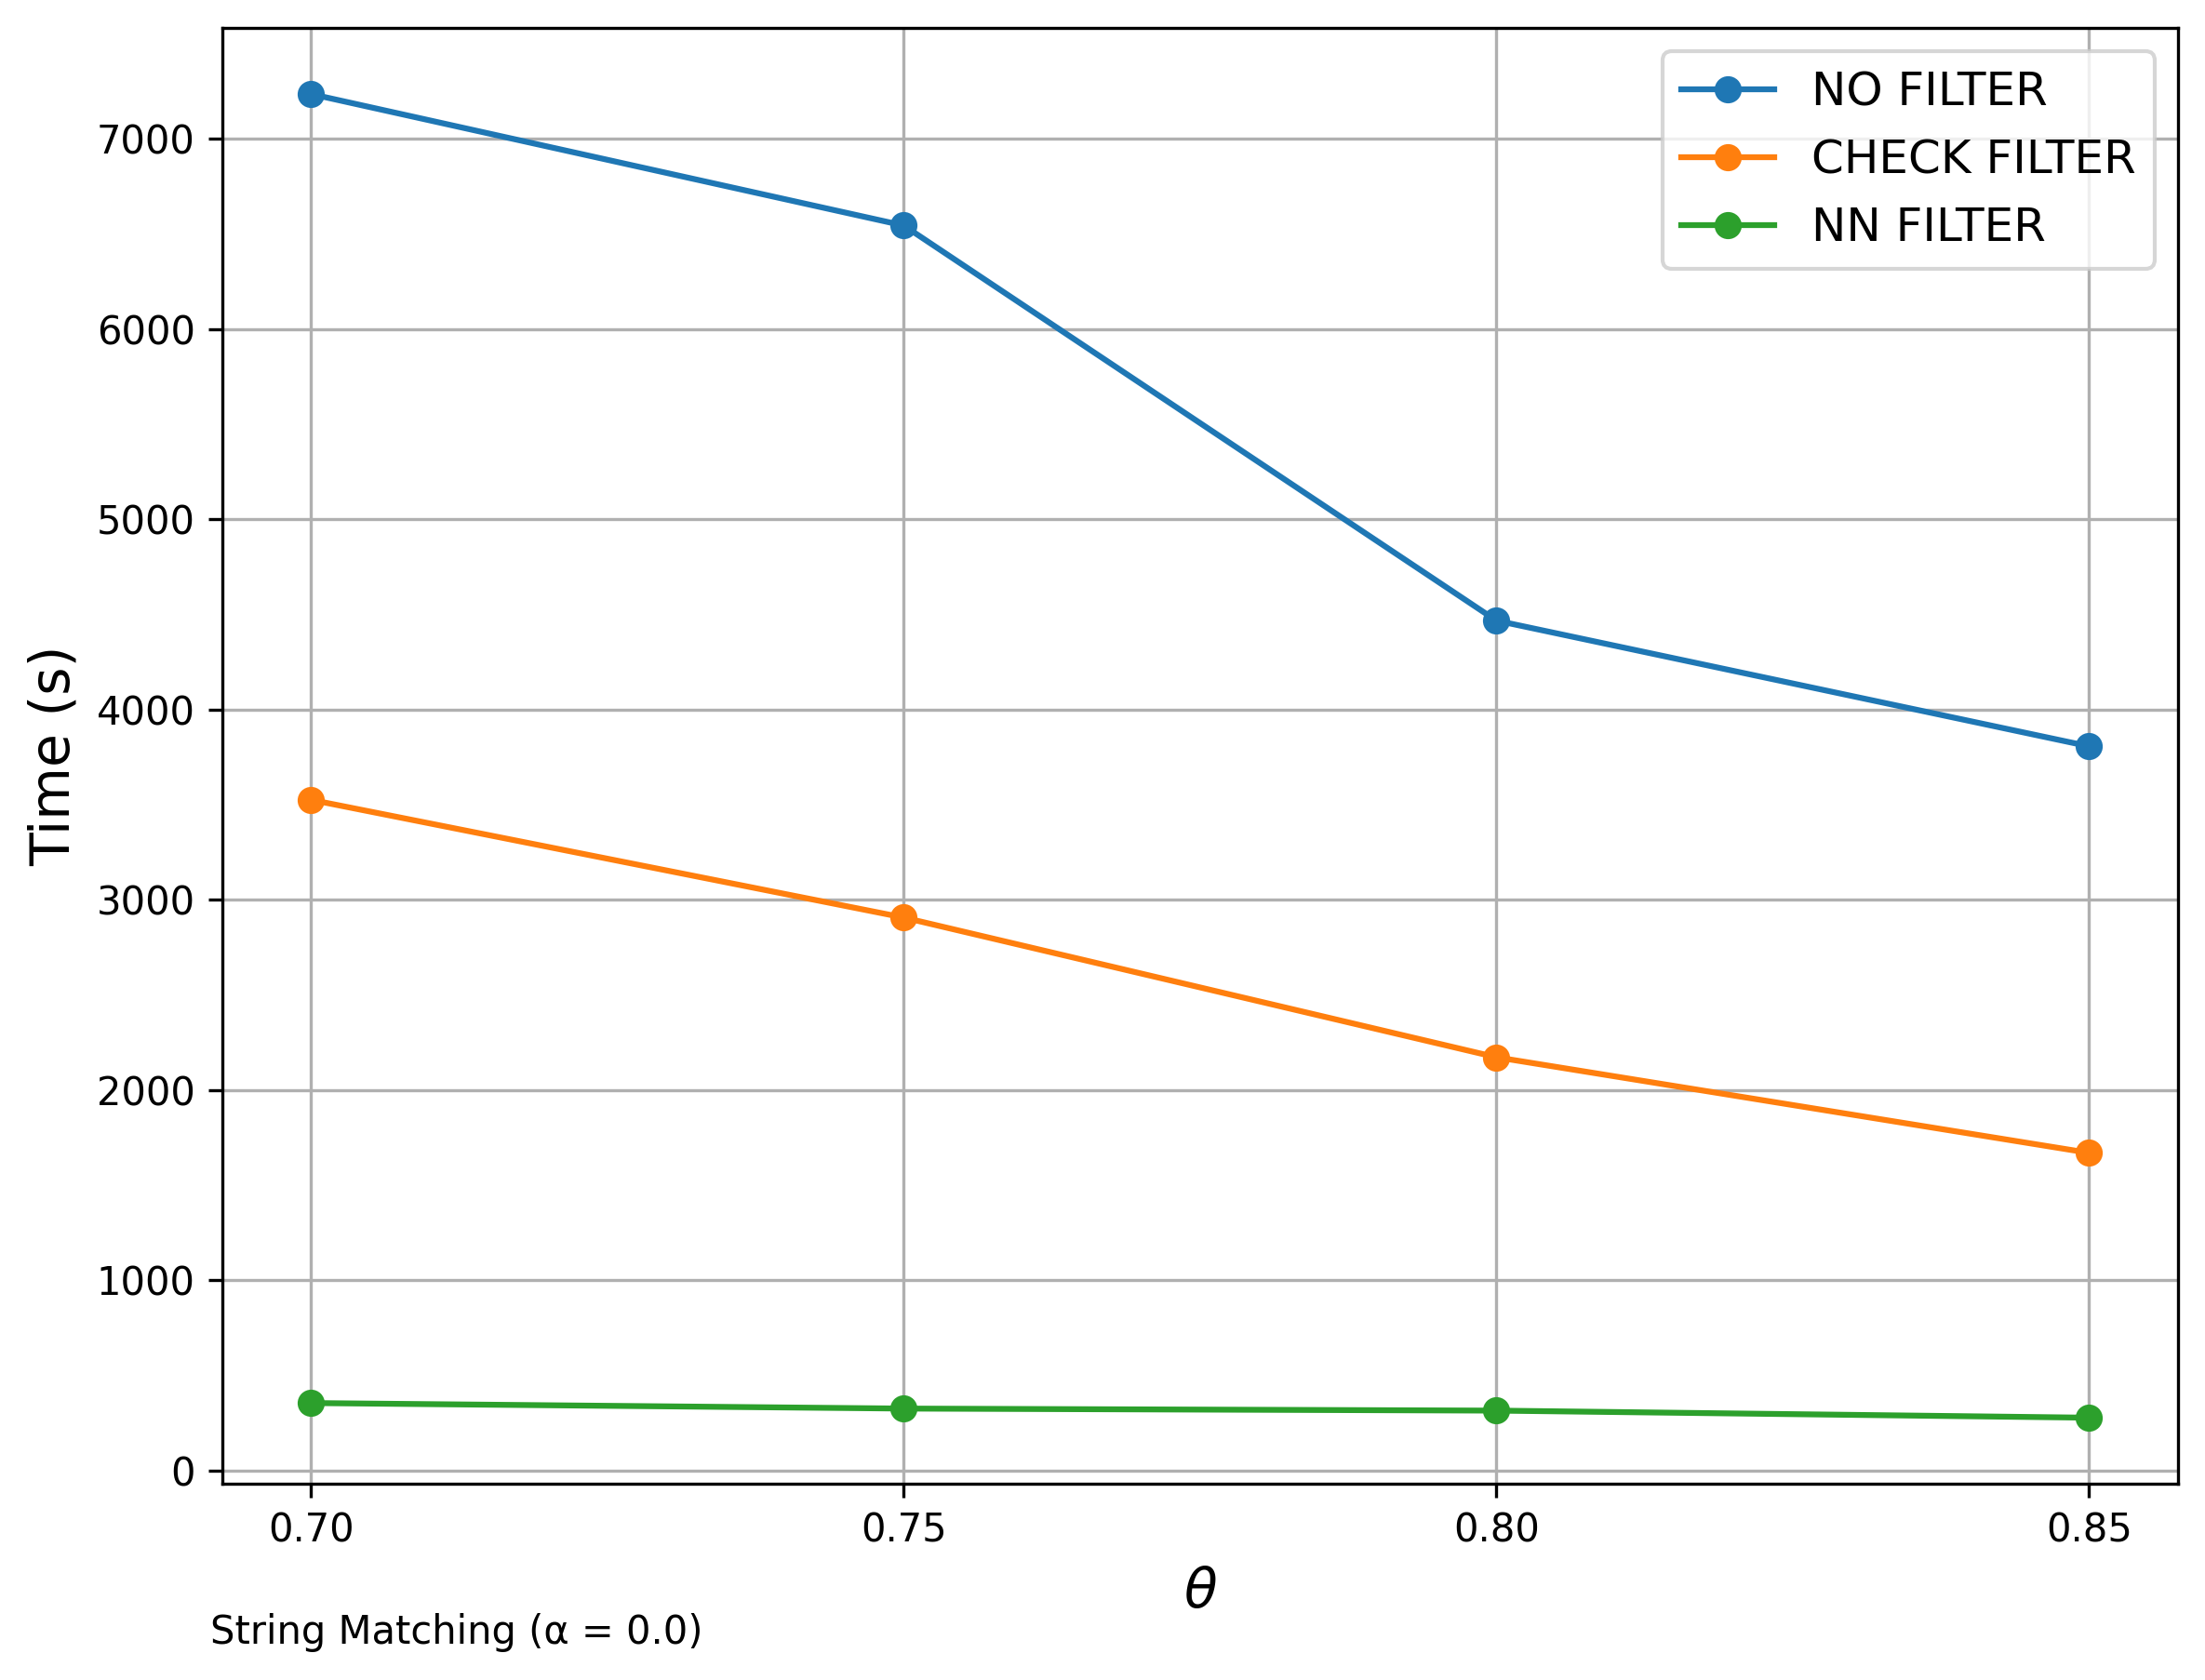 NO FILTER
CHECK FILTER
NN FILTER
7000
6000
5000
4000
3000
2000
1000
0
Time (s)
0.70 0.75 0.80 0.85
θ
String Matching (α = 0.0)